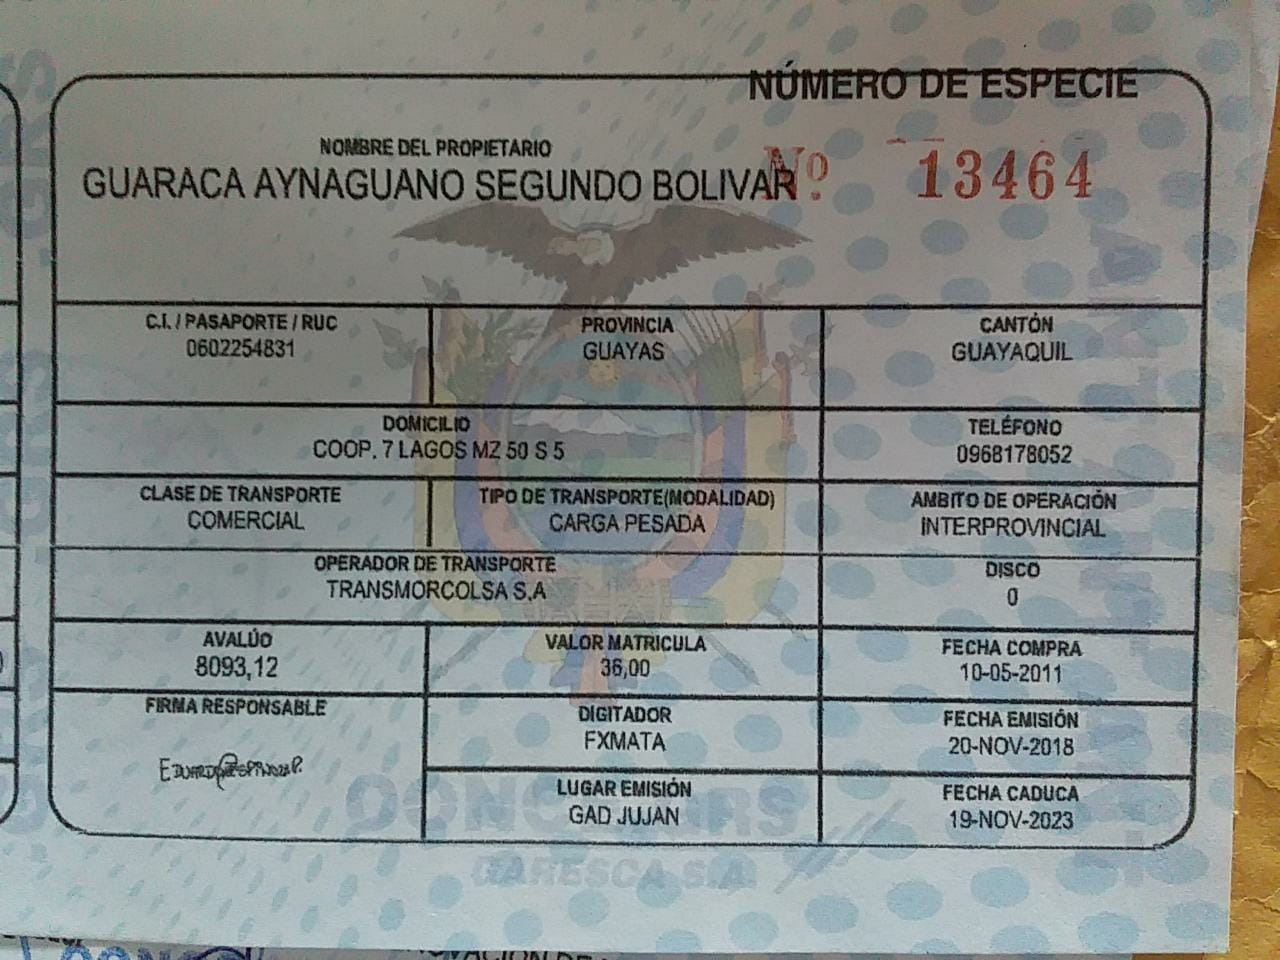 NÚMERO DE ESPECIE
NOMBRE DEL PROPIETARIO
GUARACA AYNAGUANO SEGUNDO BOLIVAR
Nº 13464
C.I. / PASAPORTE / RUC
0602254831
PROVINCIA
GUAYAS
CANTÓN
GUAYAQUIL
DOMICILIO
COOP. 7 LAGOS MZ 50 S 5
TELÉFONO
0968178052
CLASE DE TRANSPORTE
COMERCIAL
TIPO DE TRANSPORTE(MODALIDAD)
CARGA PESADA
AMBITO DE OPERACIÓN
INTERPROVINCIAL
OPERADOR DE TRANSPORTE
TRANSMORCOLSA S.A
DISCO
0
AVALÚO
8093,12
VALOR MATRICULA
36,00
FECHA COMPRA
10-05-2011
FIRMA RESPONSABLE
DIGITADOR
FXMATA
FECHA EMISIÓN
20-NOV-2018
LUGAR EMISIÓN
GAD JUJAN
FECHA CADUCA
19-NOV-2023
CARESCA S.A.